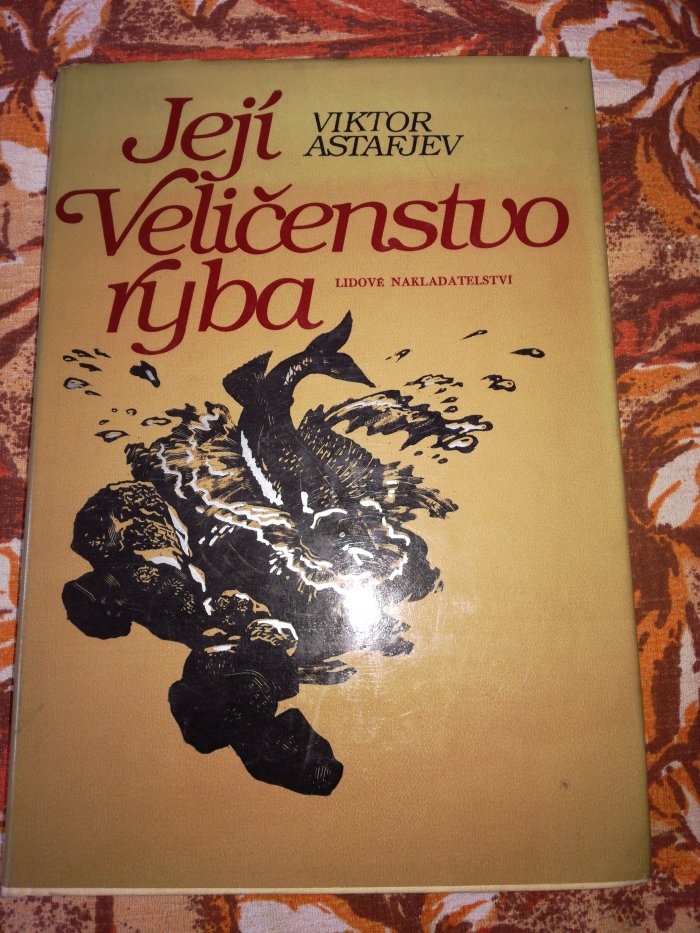 Její
VIKTOR
ASTAFJEV
Veličenstvo
ryba
LIDOVÉ NAKLADATELSTVÍ